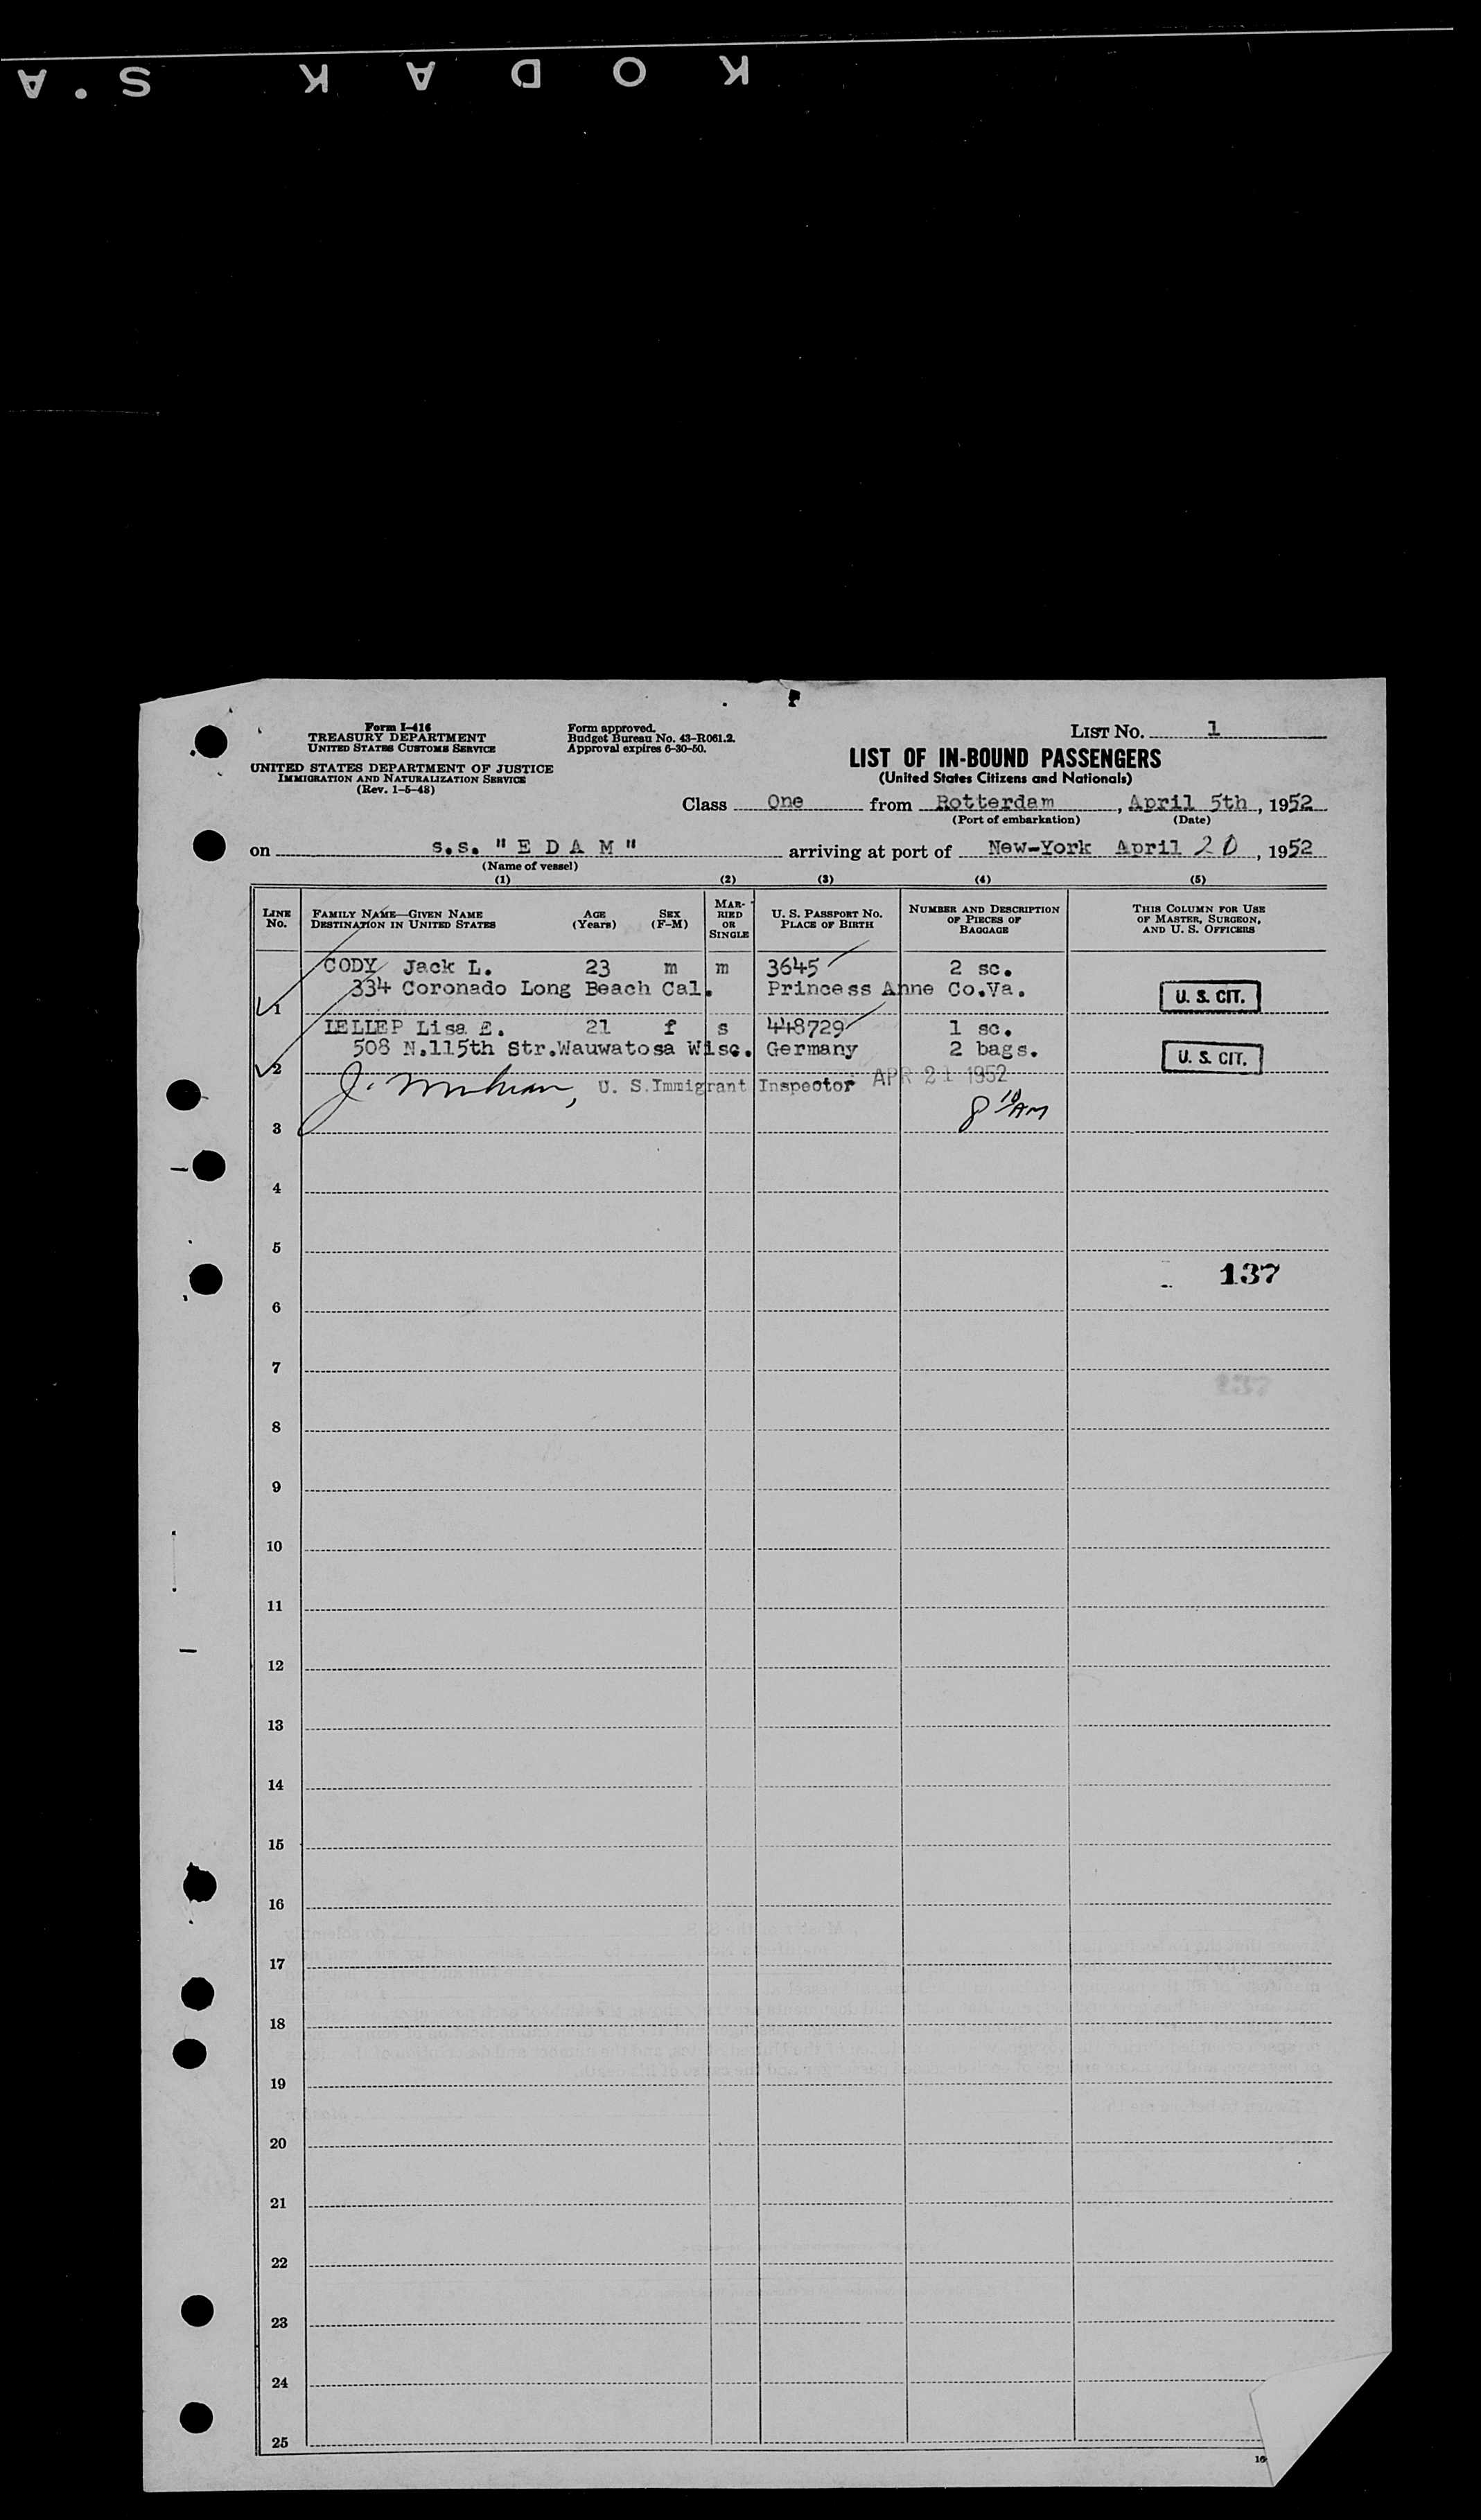 KODAK S.A
Form I-416
TREASURY DEPARTMENT
UNITED STATES CUSTOMS SERVICE
UNITED STATES DEPARTMENT OF JUSTICE
IMMIGRATION AND NATURALIZATION SERVICE
(Rev. 1-5-48)
Form approved.
Budget Bureau No. 43-R061.2.
Approval expires 6-30-50.
LIST NO. 1
LIST OF IN-BOUND PASSENGERS
(United States Citizens and Nationals)
Class One from Rotterdam, April 5th, 1952
(Port of embarkation) (Date)
on s.s. "E D A M" arriving at port of New-York April 20, 1952
(Name of vessel)
(1) (2) (3) (4) (5)
LINE NO. FAMILY NAME—GIVEN NAME DESTINATION IN UNITED STATES AGE (Years) SEX (F-M) MARRIED OR SINGLE U. S. PASSPORT NO. PLACE OF BIRTH NUMBER AND DESCRIPTION OF PIECES OF BAGGAGE THIS COLUMN FOR USE OF MASTER, SURGEON, AND U. S. OFFICERS
CODY Jack L. 23 m m 3645 2 sc.
334 Coronado Long Beach Cal. Princess Anne Co.Va.
1 U. S. CIT.
LELLEP Lisa E. 21 f s 448729 1 sc.
508 N.115th Str.Wauwatosa Wisc. Germany 2 bags.
2 U. S. CIT.
U. S. Immigrant Inspector APR 21 1952
8 10 AM
3
4
5
137
6
7
137
8
9
10
11
12
13
14
15
16
17
18
19
20
21
22
23
24
25
16